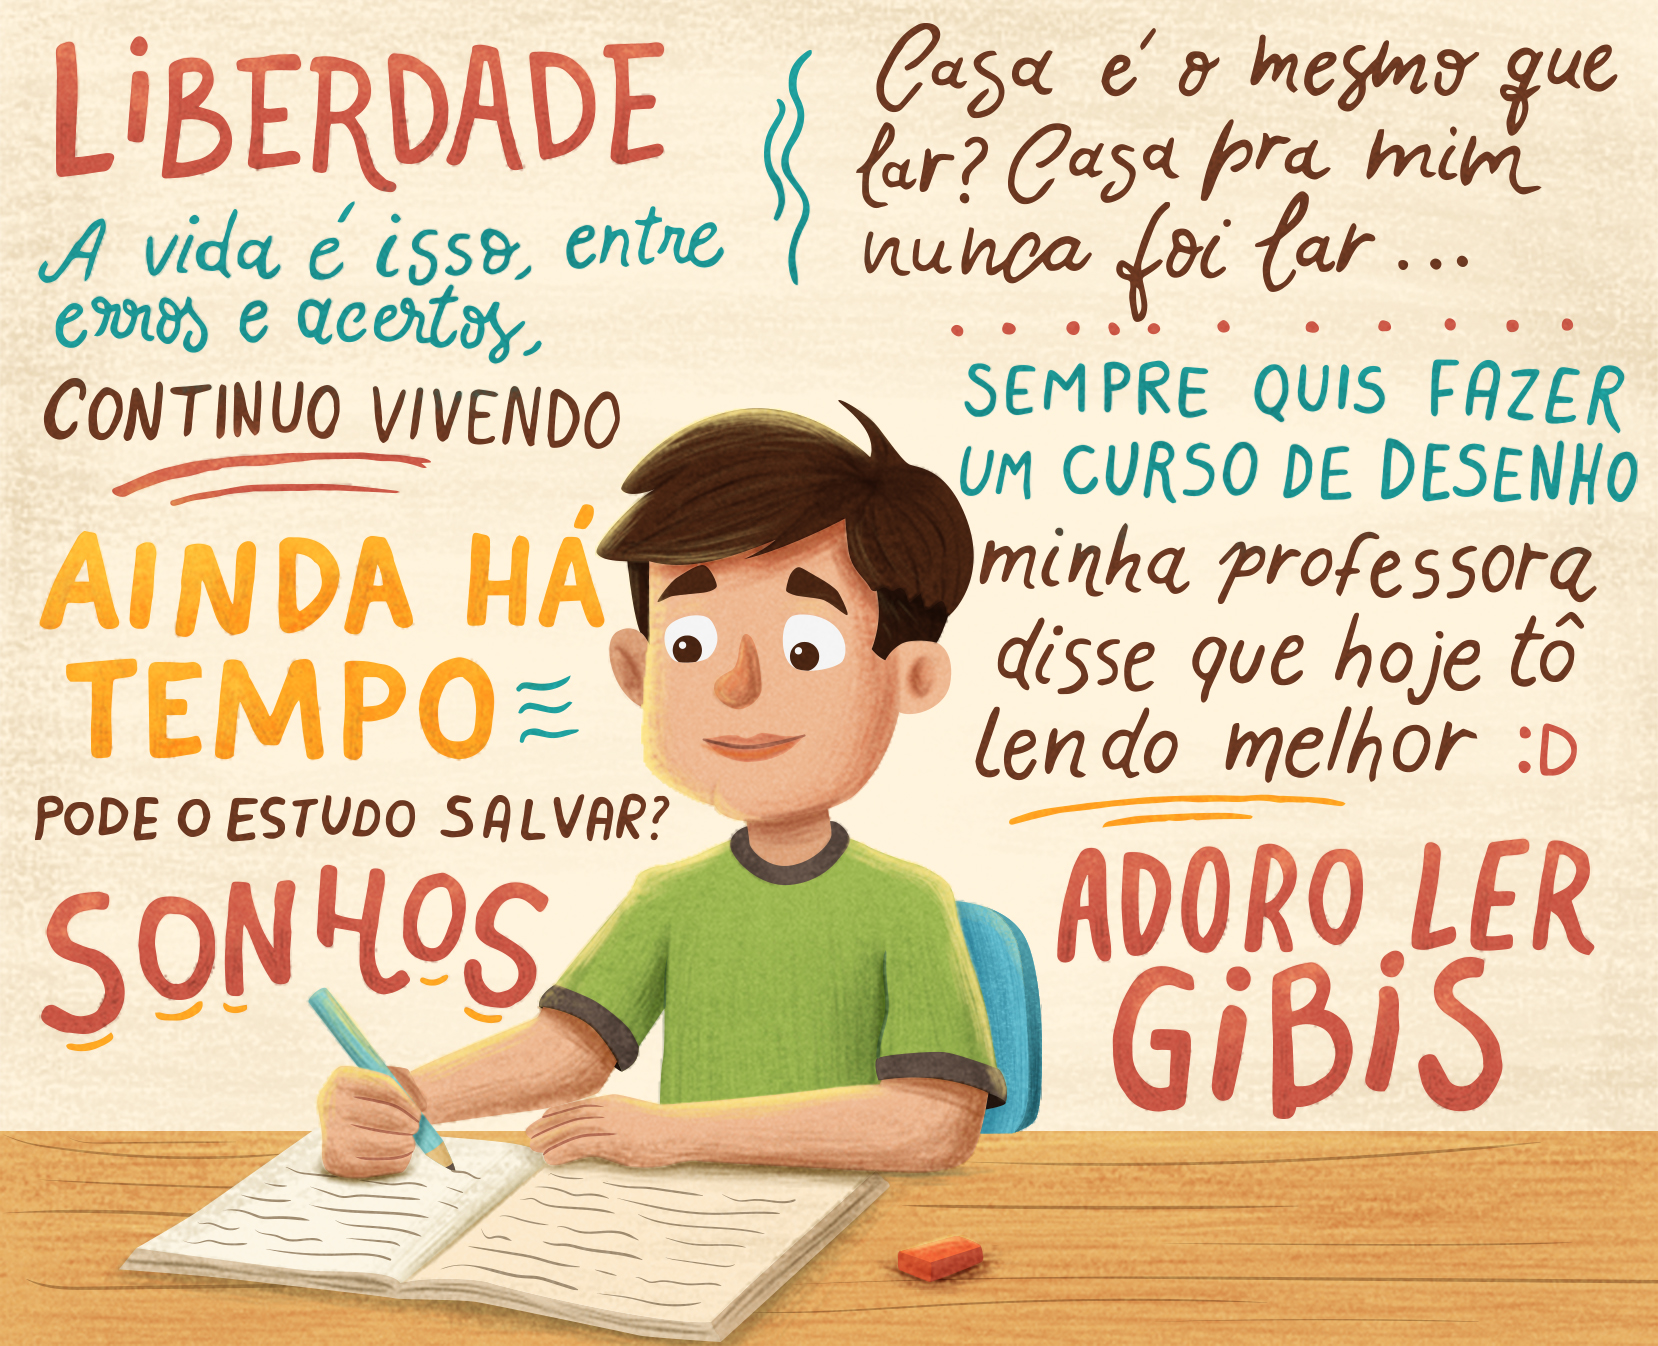 LIBERDADE
A vida é isso, entre
erros e acertos,
CONTINUO VIVENDO
AINDA HÁ
TEMPO
PODE O ESTUDO SALVAR?
SONHOS
Casa é o mesmo que
lar? Casa pra mim
nunca foi lar...
SEMPRE QUIS FAZER
UM CURSO DE DESENHO
minha professora
disse que hoje tô
lendo melhor :D
ADORO LER
GIBIS